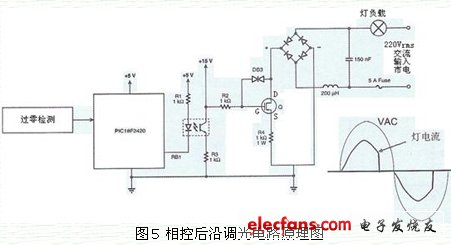 灯负载
220Vrms
交流
输入
市电
+5 V
+5 V
+15 V
DB3
150 nF
5 A Fuse
200 μH
R1
1 kΩ
R2
1 kΩ
D
G
Q
S
过零检测
PIC18F2420
RB1
R3
1 kΩ
R4
1 kΩ
1 W
VAC
灯电流
图5 相控后沿调光电路原理图
elecfans.com 电子发烧友